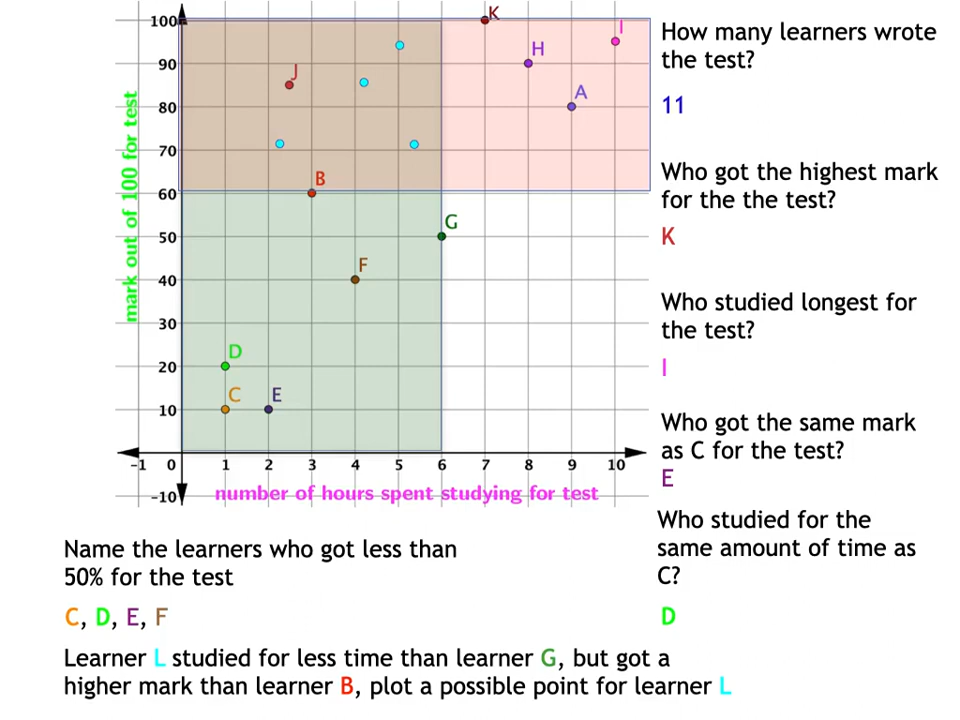 How many learners wrote
the test?
11
Who got the highest mark
for the the test?
K
Who studied longest for
the test?
I
Who got the same mark
as C for the test?
E
Who studied for the
same amount of time as
C?
D
mark out of 100 for test
100
90
80
70
60
50
40
30
20
10
-10
K
I
H
A
J
B
G
F
D
C
E
-1 0 1 2 3 4 5 6 7 8 9 10
number of hours spent studying for test
Name the learners who got less than
50% for the test
C, D, E, F
Learner L studied for less time than learner G, but got a
higher mark than learner B, plot a possible point for learner L